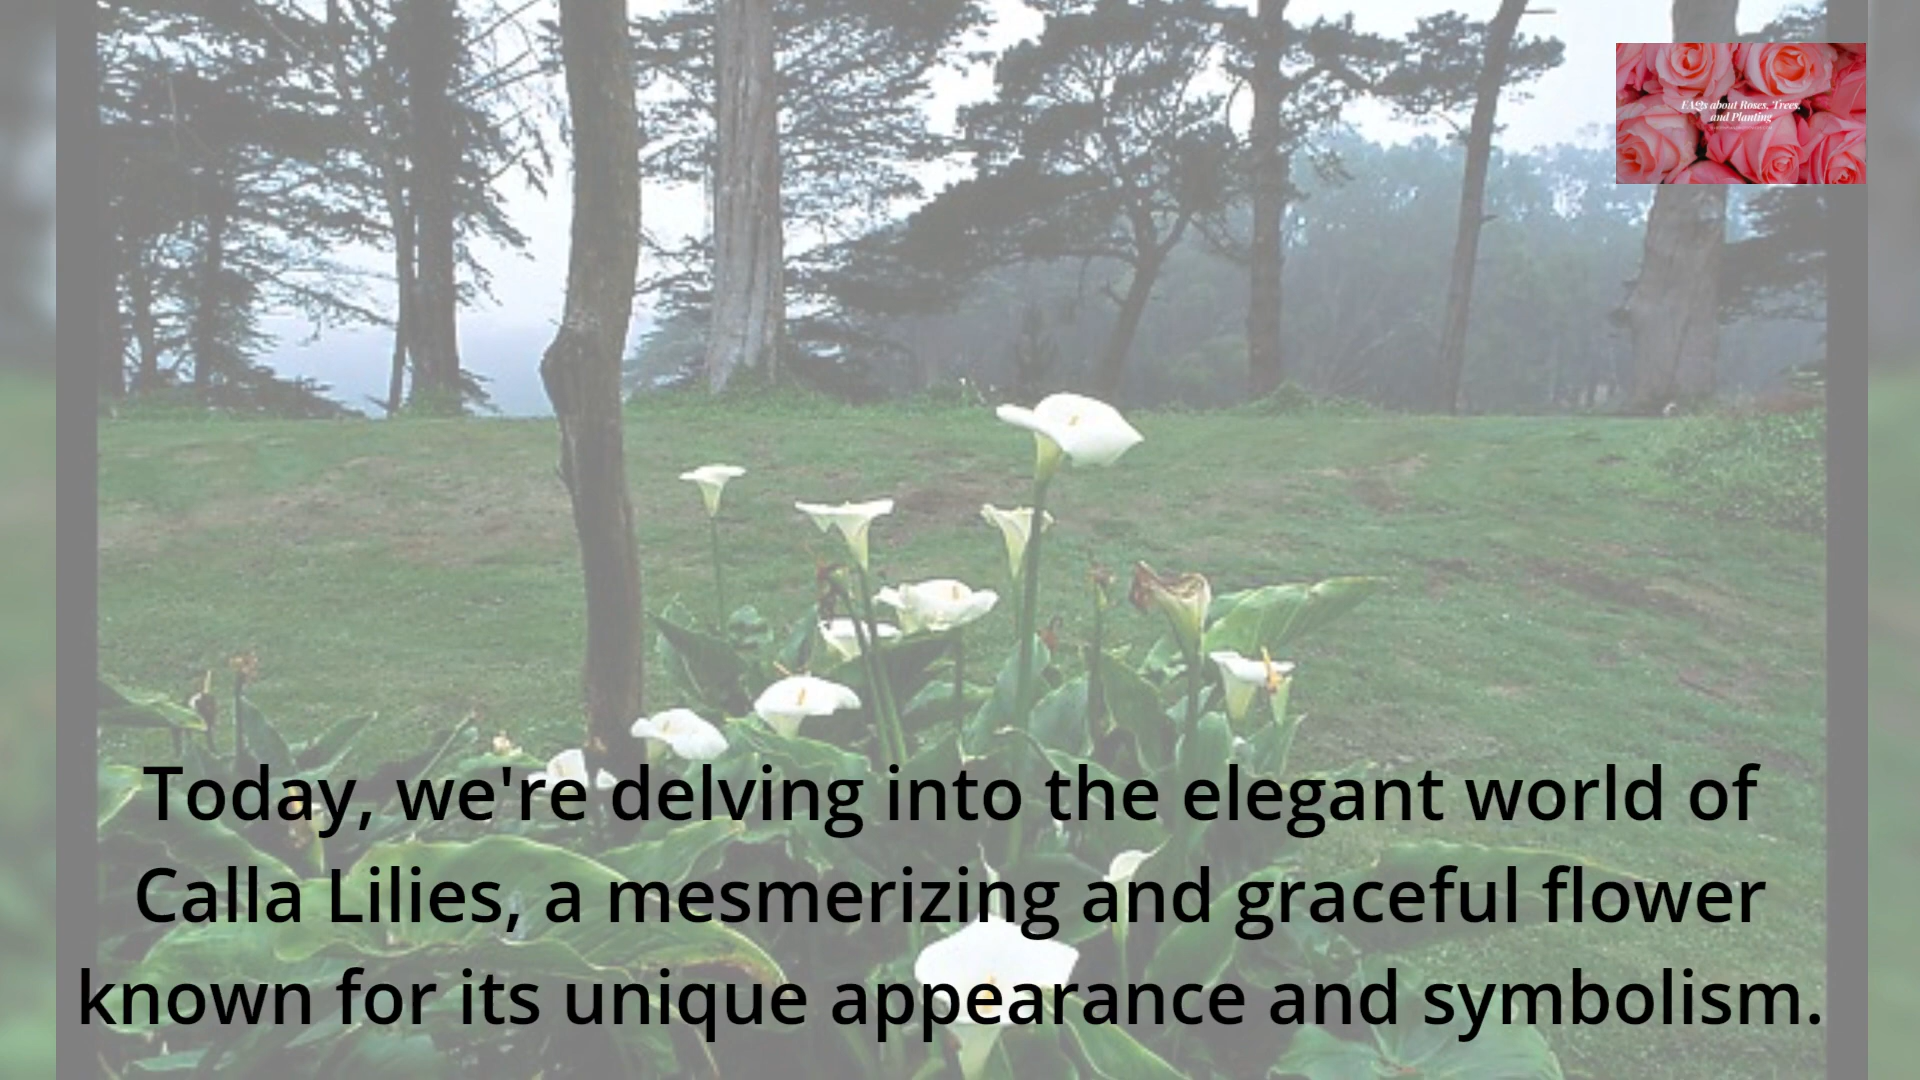 FAQs about Roses, Trees,
and Planting
Today, we're delving into the elegant world of
Calla Lilies, a mesmerizing and graceful flower
known for its unique appearance and symbolism.